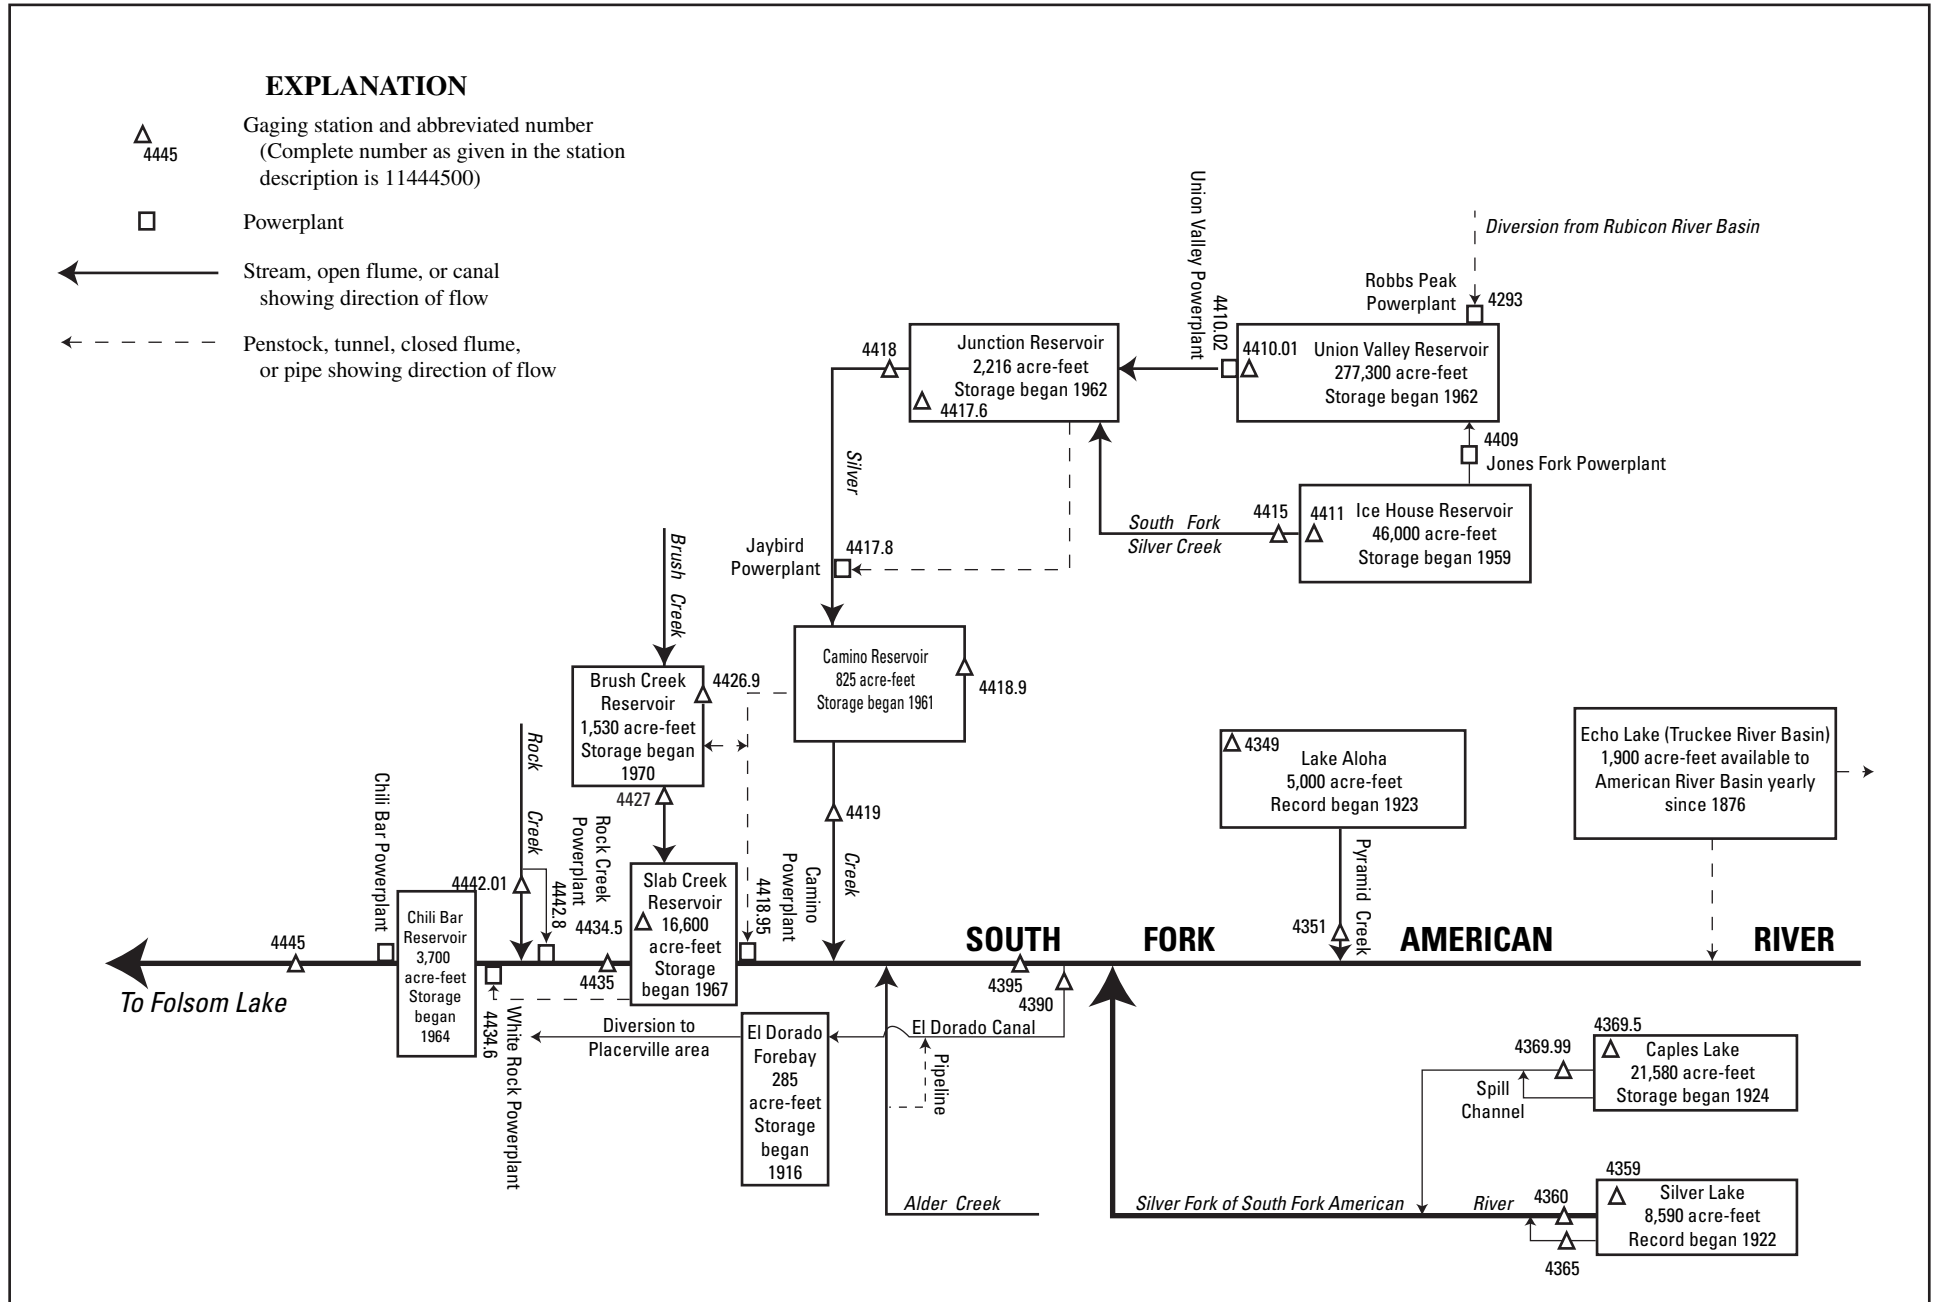 EXPLANATION
4445
Gaging station and abbreviated number
(Complete number as given in the station
description is 11444500)
Powerplant
Stream, open flume, or canal
showing direction of flow
Penstock, tunnel, closed flume,
or pipe showing direction of flow
Diversion from Rubicon River Basin
Robbs Peak
Powerplant
4293
Union Valley Powerplant
4410.02
4410.01
Union Valley Reservoir
277,300 acre-feet
Storage began 1962
4418
Junction Reservoir
2,216 acre-feet
Storage began 1962
4417.6
4409
Jones Fork Powerplant
4415
4411
Ice House Reservoir
46,000 acre-feet
Storage began 1959
South Fork
Silver Creek
Silver
Jaybird
Powerplant
4417.8
Brush Creek
Camino Reservoir
825 acre-feet
Storage began 1961
4418.9
Brush Creek
Reservoir
1,530 acre-feet
Storage began
1970
4426.9
4427
4419
Creek
Rock Creek
4349
Lake Aloha
5,000 acre-feet
Record began 1923
Pyramid Creek
4351
Echo Lake (Truckee River Basin)
1,900 acre-feet available to
American River Basin yearly
since 1876
Chili Bar Powerplant
4442.01
4442.8
Rock Creek
Powerplant
4434.5
Slab Creek
Reservoir
16,600
acre-feet
Storage
began 1967
4418.95
Camino
Powerplant
Chili Bar
Reservoir
3,700
acre-feet
Storage
began
1964
4445
4435
SOUTH FORK AMERICAN RIVER
4395
4390
To Folsom Lake
4434.6
White Rock Powerplant
Diversion to
Placerville area
El Dorado
Forebay
285
acre-feet
Storage
began
1916
El Dorado Canal
Pipeline
Alder Creek
4369.5
4369.99
Caples Lake
21,580 acre-feet
Storage began 1924
Spill
Channel
4359
Silver Fork of South Fork American River
4360
Silver Lake
8,590 acre-feet
Record began 1922
4365